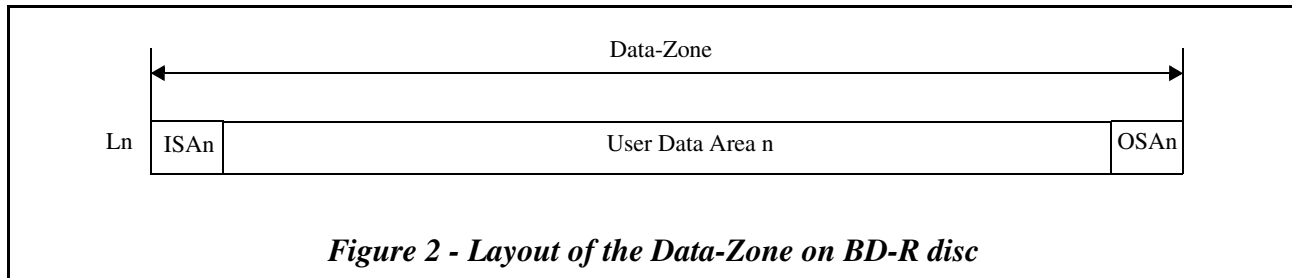 Data-Zone
Ln ISAn User Data Area n OSAn
Figure 2 - Layout of the Data-Zone on BD-R disc